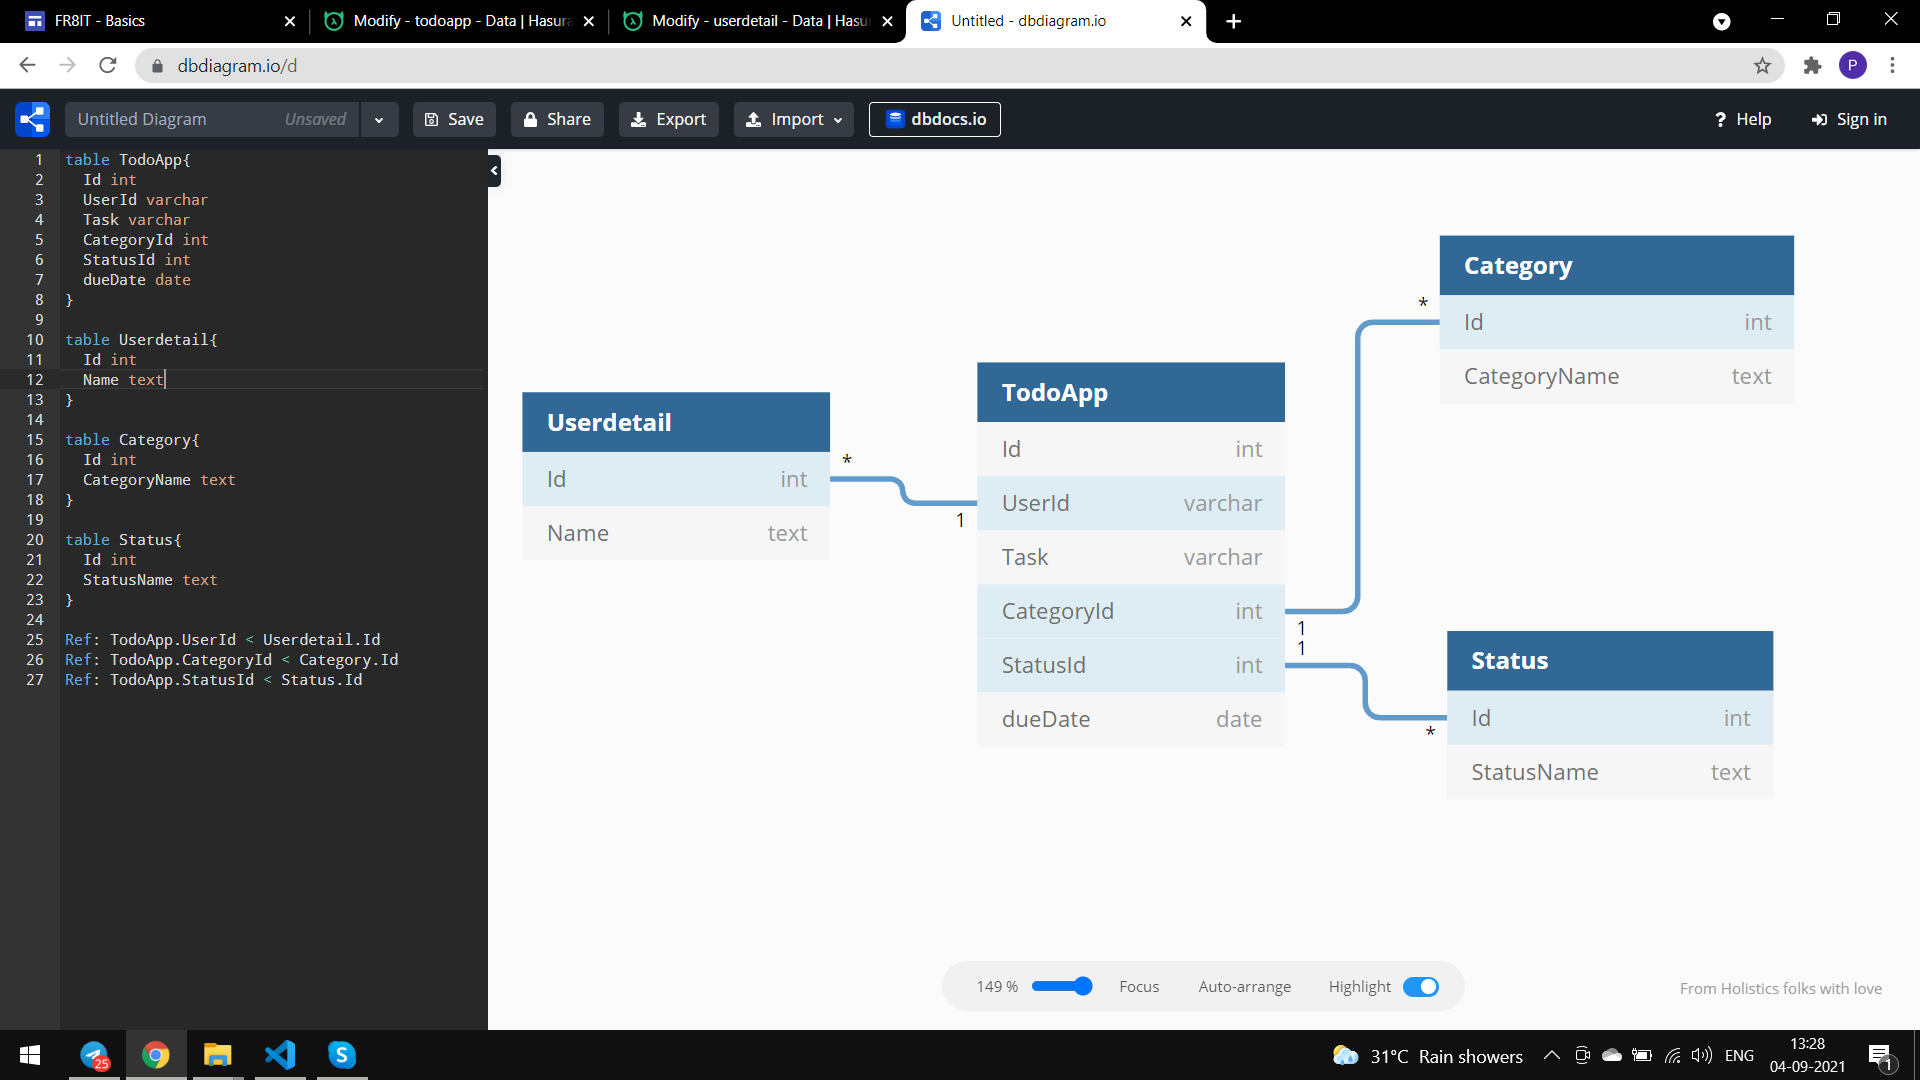 FR8IT - Basics
Modify - todoapp - Data | Hasura
Modify - userdetail - Data | Hasu
Untitled - dbdiagram.io
dbdiagram.io/d
P
Untitled Diagram Unsaved
Save
Share
Export
Import
dbdocs.io
? Help
Sign in
1 table TodoApp{
2 Id int
3 UserId varchar
4 Task varchar
5 CategoryId int
6 StatusId int
7 dueDate date
8 }
9
10 table Userdetail{
11 Id int
12 Name text
13 }
14
15 table Category{
16 Id int
17 CategoryName text
18 }
19
20 table Status{
21 Id int
22 StatusName text
23 }
24
25 Ref: TodoApp.UserId < Userdetail.Id
26 Ref: TodoApp.CategoryId < Category.Id
27 Ref: TodoApp.StatusId < Status.Id
Userdetail
Id int
Name text
*
1
TodoApp
Id int
UserId varchar
Task varchar
CategoryId int
StatusId int
dueDate date
1
1
*
Category
Id int
CategoryName text
*
Status
Id int
StatusName text
149 %
Focus
Auto-arrange
Highlight
From Holistics folks with love
25
S
31°C Rain showers
ENG
13:28
04-09-2021
1